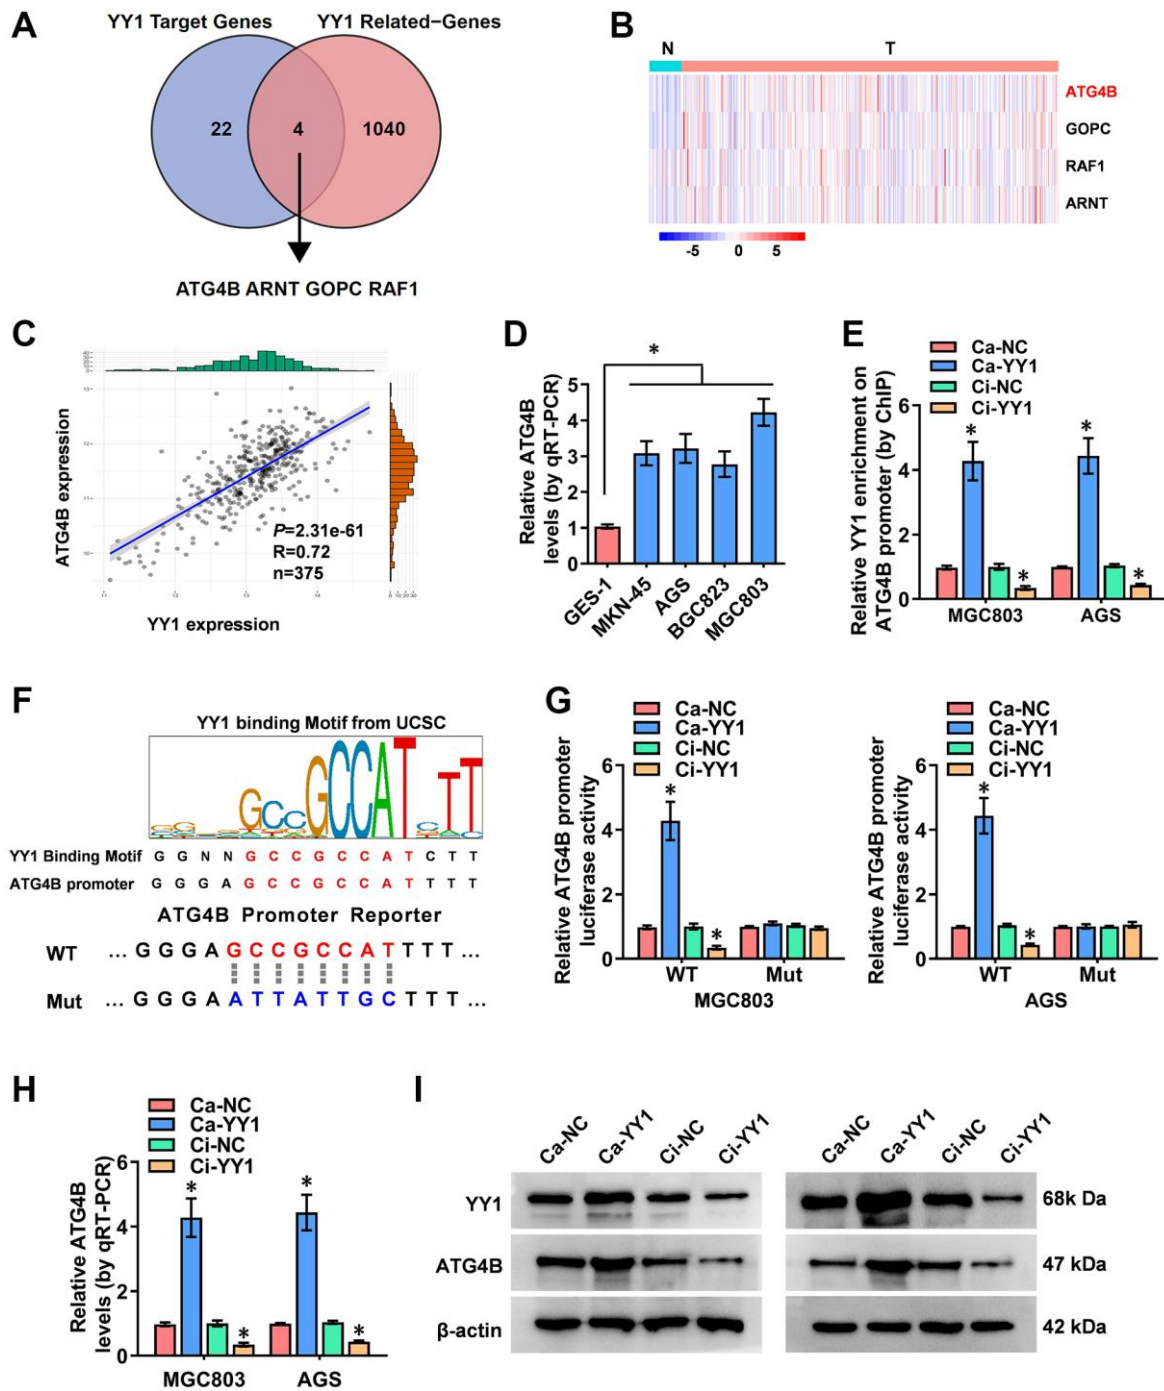 A
YY1 Target Genes
YY1 Related-Genes
22
4
1040
ATG4B ARNT GOPC RAF1
B
N
T
ATG4B
GOPC
RAF1
ARNT
-5 0 5
C
ATG4B expression
13
12
11
10
P=2.31e-61
R=0.72
n=375
11 12 13 14
YY1 expression
D
Relative ATG4B
levels (by qRT-PCR)
*
5
4
3
2
1
0
GES-1
MKN-45
AGS
BGC823
MGC803
E
Ca-NC
Ca-YY1
Ci-NC
Ci-YY1
Relative YY1 enrichment on
ATG4B promoter (by ChIP)
6
4
2
0
* * * *
MGC803 AGS
F
YY1 binding Motif from UCSC
YY1 Binding Motif G G N N G C C G C C A T C T T
ATG4B promoter G G G A G C C G C C A T T T T
ATG4B Promoter Reporter
WT ... G G G A G C C G C C A T T T T ...
Mut ... G G G A A T T A T T G C T T T ...
G
Ca-NC
Ca-YY1
Ci-NC
Ci-YY1
Relative ATG4B promoter
luciferase activity
6
4
2
0
* *
WT Mut
MGC803
Ca-NC
Ca-YY1
Ci-NC
Ci-YY1
Relative ATG4B promoter
luciferase activity
6
4
2
0
* *
WT Mut
AGS
H
Ca-NC
Ca-YY1
Ci-NC
Ci-YY1
Relative ATG4B
levels (by qRT-PCR)
6
4
2
0
* * * *
MGC803 AGS
I
Ca-NC Ca-YY1 Ci-NC Ci-YY1
Ca-NC Ca-YY1 Ci-NC Ci-YY1
YY1
68k Da
ATG4B
47 kDa
β-actin
42 kDa